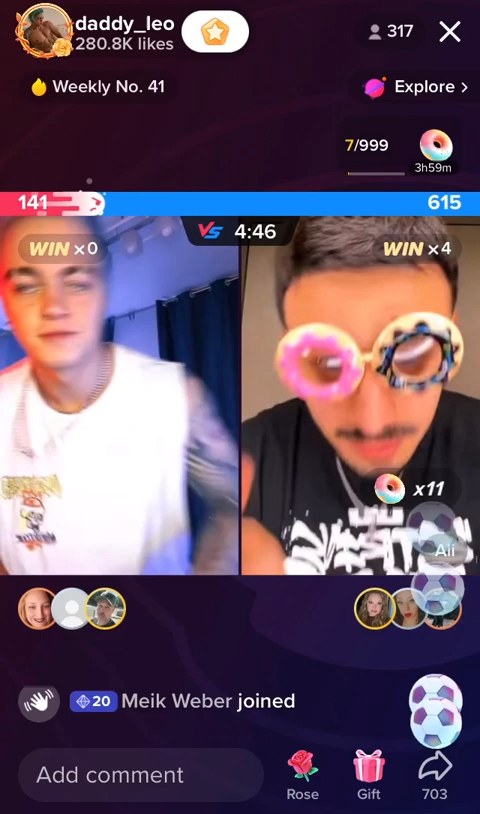 daddy_leo
280.8K likes
317
Weekly No. 41
Explore >
7/999
3h59m
141
615
VS 4:46
WIN ×0
WIN ×4
x11
Aii
20 Meik Weber joined
Add comment
Rose
Gift
703